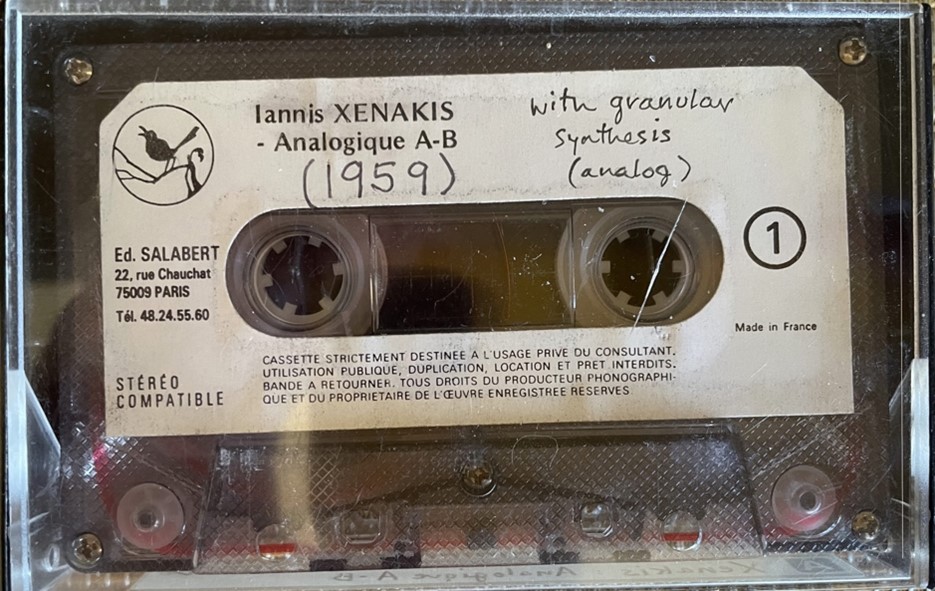 Iannis XENAKIS
- Analogique A-B
(1959)
with granular
synthesis
(analog)
Ed. SALABERT
22, rue Chauchat
75009 PARIS
Tél. 48.24.55.60
1
Made in France
CASSETTE STRICTEMENT DESTINEE A L'USAGE PRIVE DU CONSULTANT.
UTILISATION PUBLIQUE, DUPLICATION, LOCATION ET PRET INTERDITS.
BANDE A RETOURNER. TOUS DROITS DU PRODUCTEUR PHONOGRAPHI-
QUE ET DU PROPRIETAIRE DE L'ŒUVRE ENREGISTREE RESERVES
STÉRÉO
COMPATIBLE
Xenakis Analogique A-B